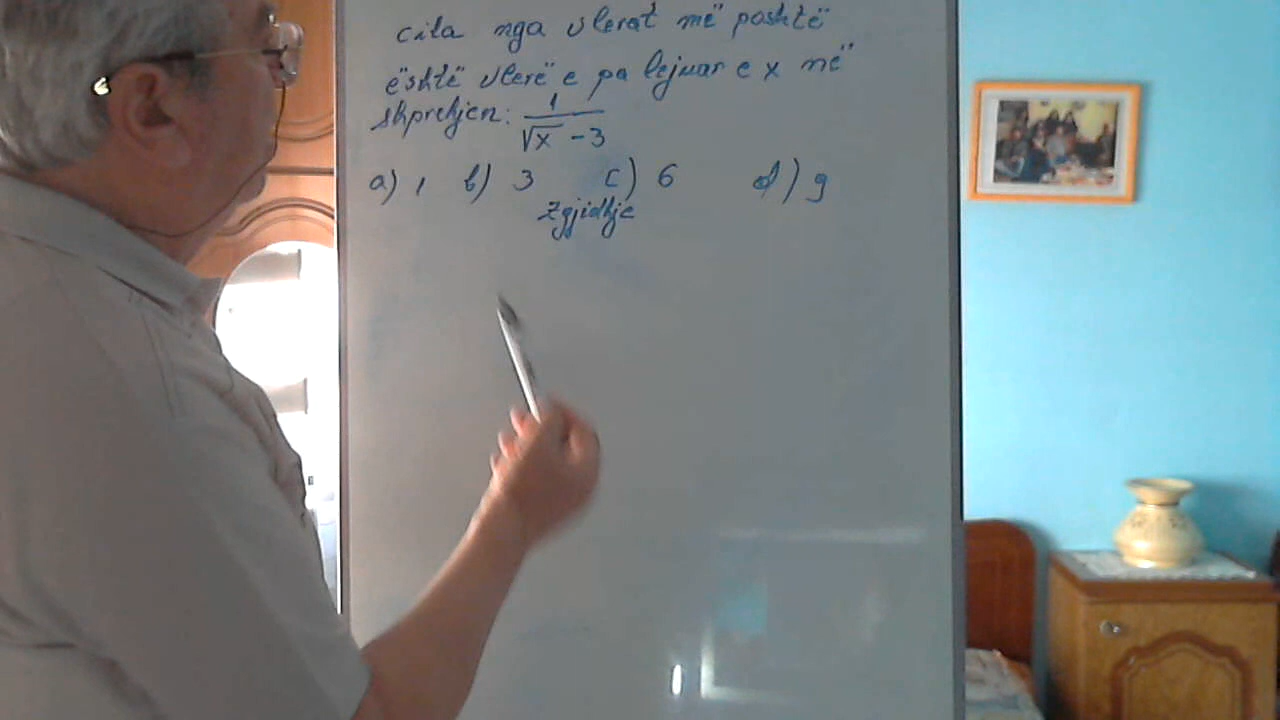 cila nga vlerat më poshtë
është vlerë e pa lejuar e x në
shprehjen: 1/(√x - 3)
a) 1 b) 3 c) 6 d) 9
Zgjidhje